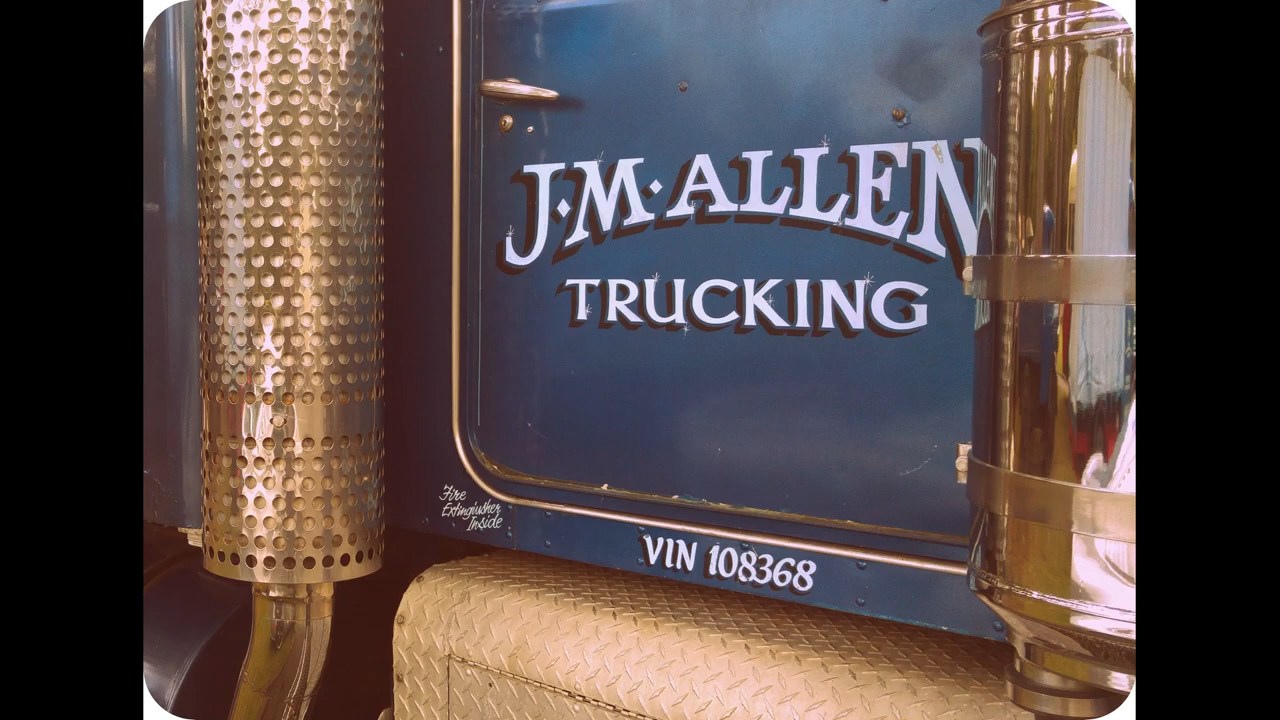 J·M·ALLEN
TRUCKING
Fire
Extinguisher
Inside
VIN 108368